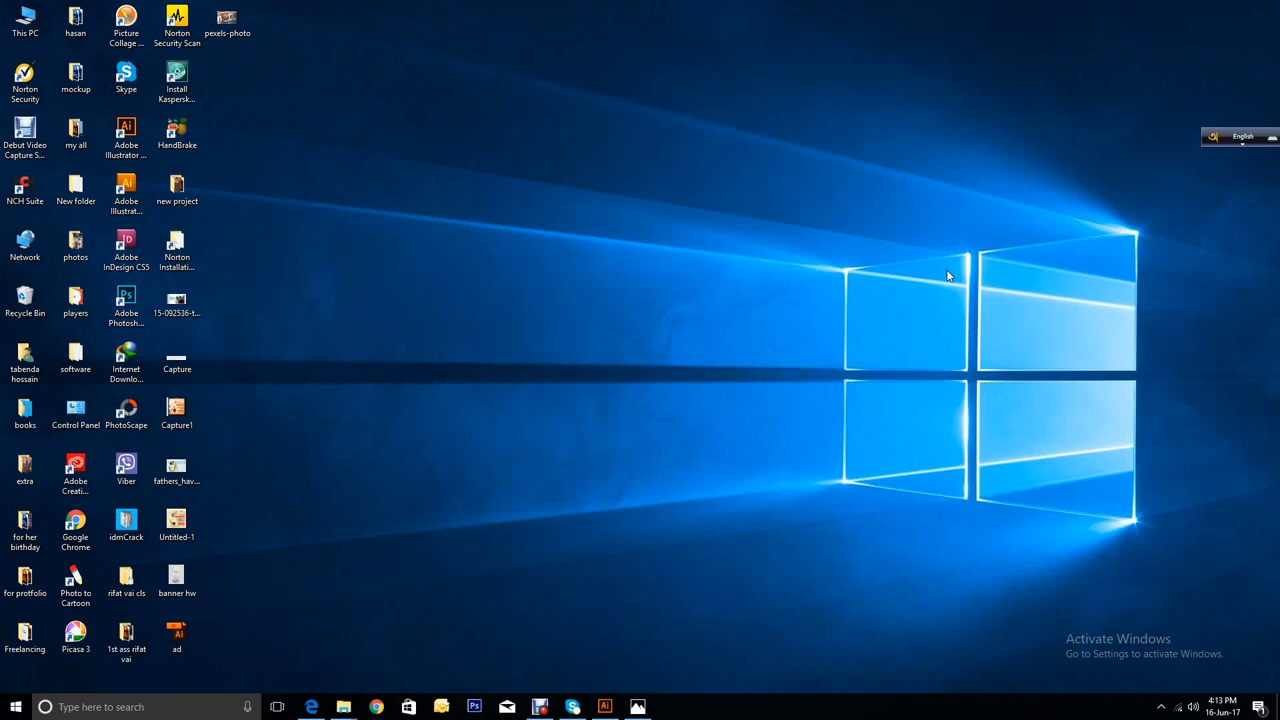 This PC
hasan
Picture
Collage ...
Norton
Security Scan
pexels-photo
Norton
Security
mockup
Skype
Install
Kaspersk...
Debut Video
Capture S...
my all
Adobe
Illustrator ...
HandBrake
NCH Suite
New folder
Adobe
Illustrat...
new project
Network
photos
Adobe
InDesign CS5
Norton
Installati...
Recycle Bin
players
Adobe
Photosh...
15-092536-t...
tabenda
hossain
software
Internet
Downlo...
Capture
books
Control Panel
PhotoScape
Capture1
extra
Adobe
Creati...
Viber
fathers_hav...
for her
birthday
Google
Chrome
idmCrack
Untitled-1
for protfolio
Photo to
Cartoon
rifat vai cls
banner hw
Freelancing
Picasa 3
1st ass rifat
vai
ad
অ English
Activate Windows
Go to Settings to activate Windows.
Type here to search
4:13 PM
16-Jun-17